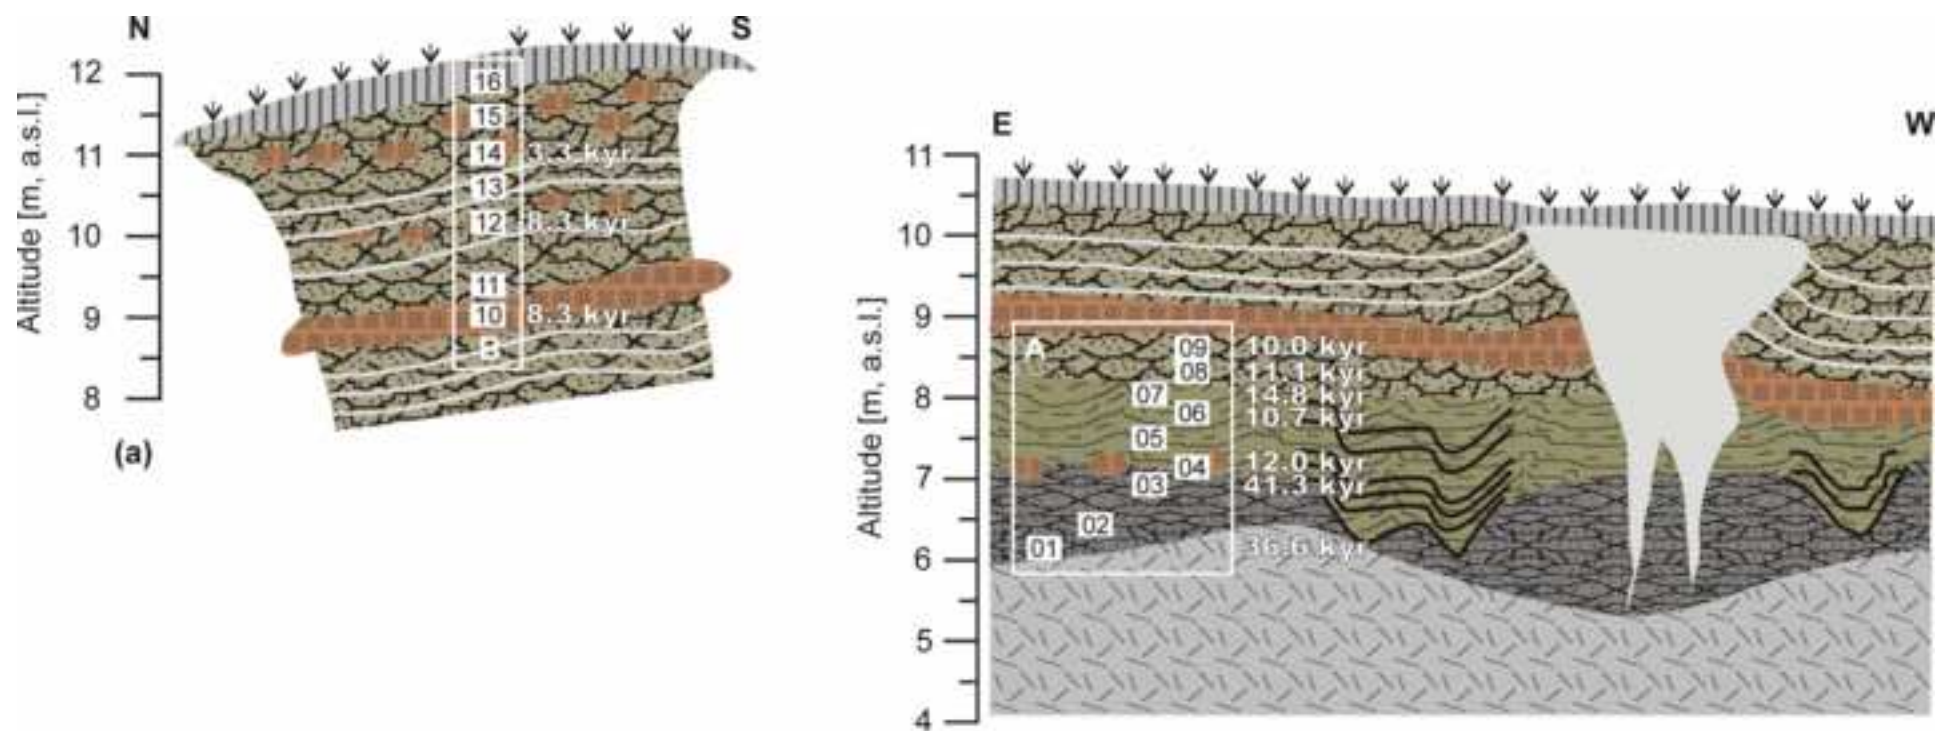 N
S
Altitude [m, a.s.l.]
12
11
10
9
8
16
15
14
3.3 kyr
13
12
8.3 kyr
11
10
8.3 kyr
B
(a)
E
W
Altitude [m, a.s.l.]
11
10
9
8
7
6
5
4
A
09
10.0 kyr
08
11.1 kyr
07
14.8 kyr
06
10.7 kyr
05
04
12.0 kyr
03
41.3 kyr
02
01
36.6 kyr